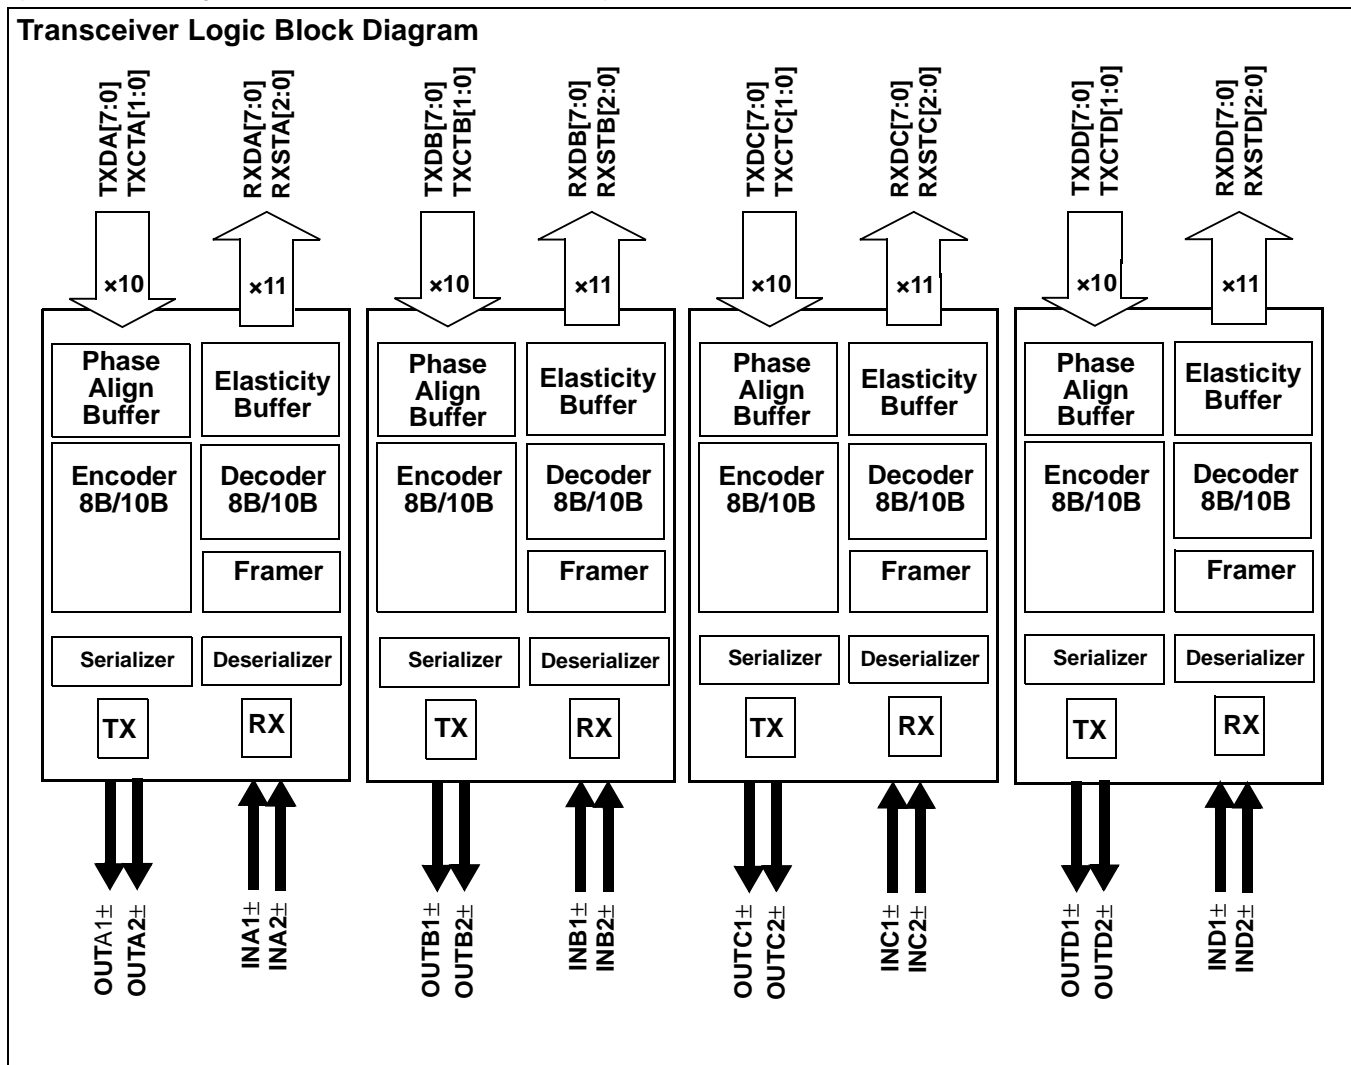 Transceiver Logic Block Diagram
TXDA[7:0]
TXCTA[1:0]
RXDA[7:0]
RXSTA[2:0]
TXDB[7:0]
TXCTB[1:0]
RXDB[7:0]
RXSTB[2:0]
TXDC[7:0]
TXCTC[1:0]
RXDC[7:0]
RXSTC[2:0]
TXDD[7:0]
TXCTD[1:0]
RXDD[7:0]
RXSTD[2:0]
×10
×11
×10
×11
×10
×11
×10
×11
Phase
Align
Buffer
Elasticity
Buffer
Encoder
8B/10B
Decoder
8B/10B
Framer
Serializer
Deserializer
TX
RX
Phase
Align
Buffer
Elasticity
Buffer
Encoder
8B/10B
Decoder
8B/10B
Framer
Serializer
Deserializer
TX
RX
Phase
Align
Buffer
Elasticity
Buffer
Encoder
8B/10B
Decoder
8B/10B
Framer
Serializer
Deserializer
TX
RX
Phase
Align
Buffer
Elasticity
Buffer
Encoder
8B/10B
Decoder
8B/10B
Framer
Serializer
Deserializer
TX
RX
OUTA1±
OUTA2±
INA1±
INA2±
OUTB1±
OUTB2±
INB1±
INB2±
OUTC1±
OUTC2±
INC1±
INC2±
OUTD1±
OUTD2±
IND1±
IND2±